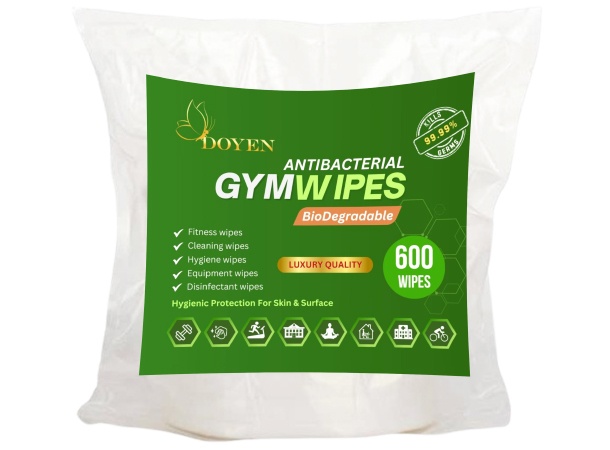 DOYEN
KILLS
99.99%
GERMS
ANTIBACTERIAL
GYMWIPES
BioDegradable
Fitness wipes
Cleaning wipes
Hygiene wipes
Equipment wipes
Disinfectant wipes
LUXURY QUALITY
600
WIPES
Hygienic Protection For Skin & Surface